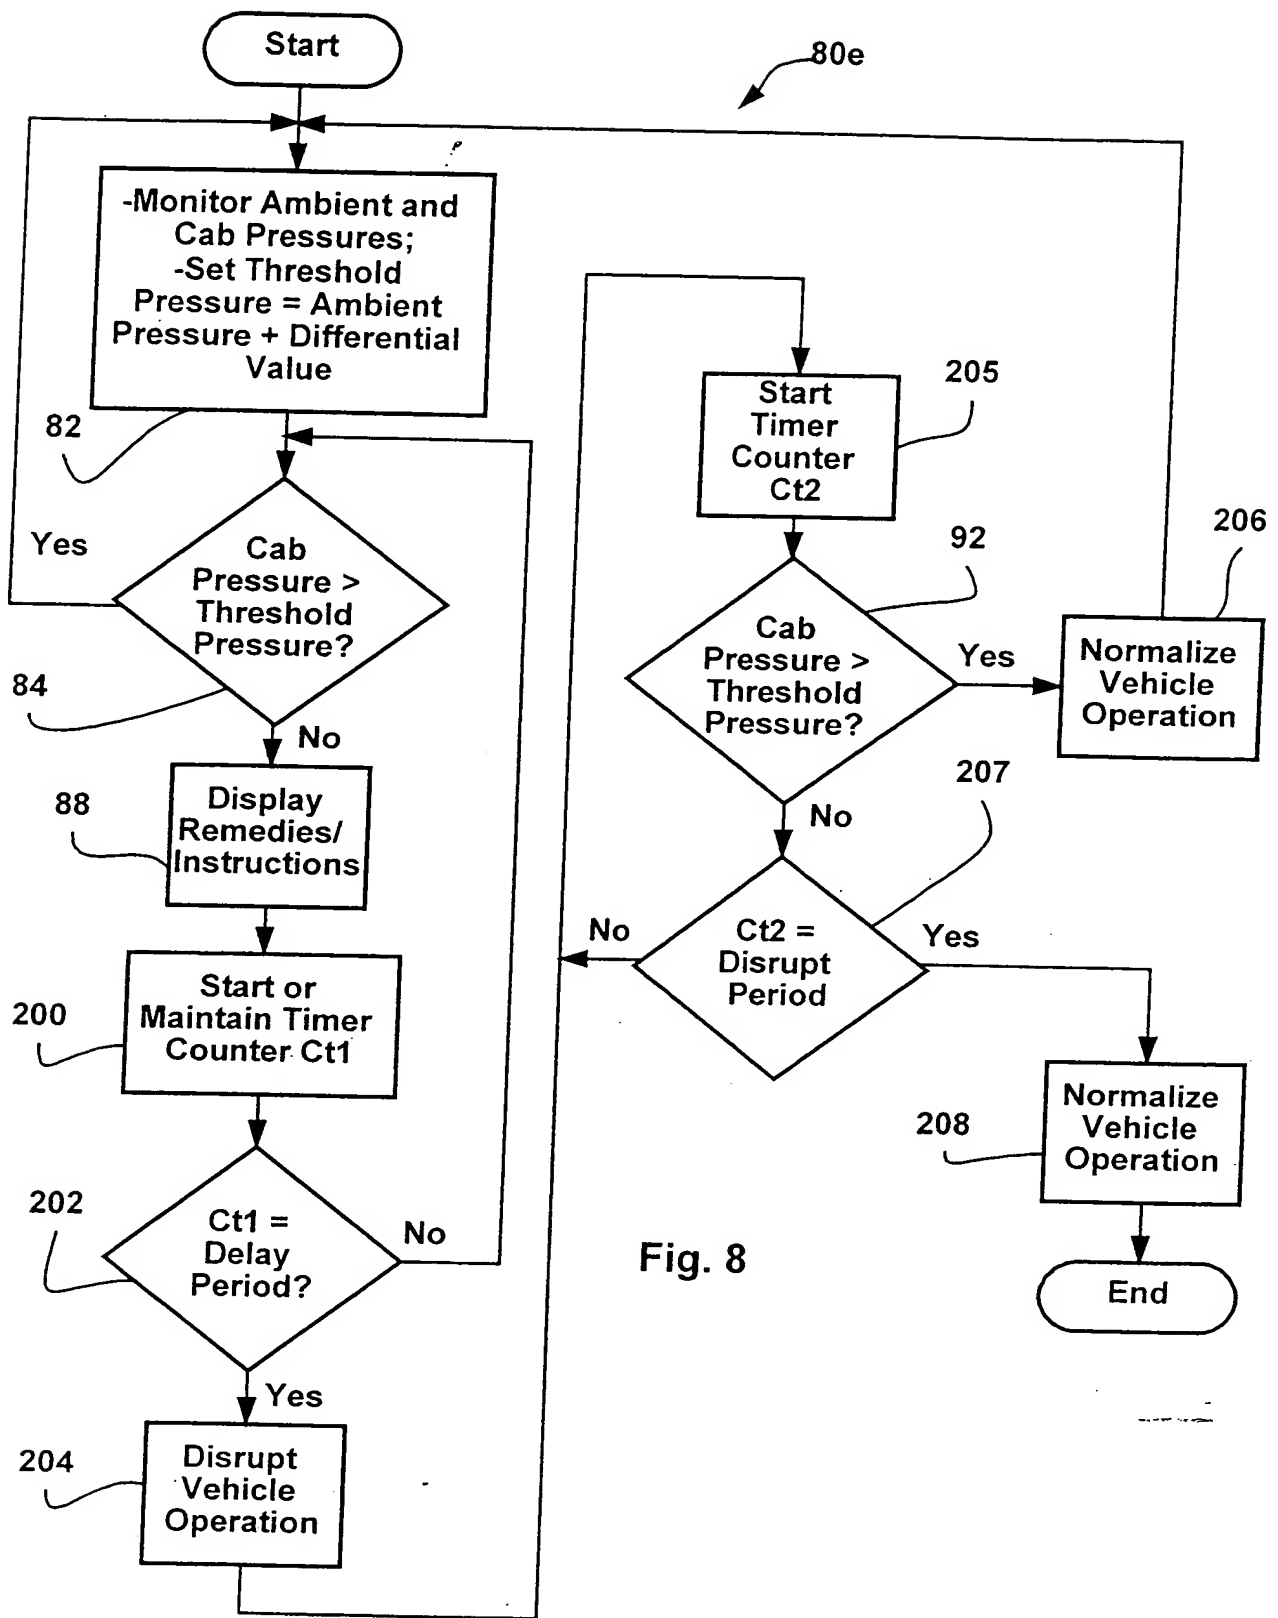 Start
80e
-Monitor Ambient and
Cab Pressures;
-Set Threshold
Pressure = Ambient
Pressure + Differential
Value
82
Yes
Cab
Pressure >
Threshold
Pressure?
84
No
88
Display
Remedies/
Instructions
200
Start or
Maintain Timer
Counter Ct1
202
Ct1 =
Delay
Period?
No
Yes
204
Disrupt
Vehicle
Operation
Start
Timer
Counter
Ct2
205
92
Cab
Pressure >
Threshold
Pressure?
Yes
206
Normalize
Vehicle
Operation
No
207
Ct2 =
Disrupt
Period
No
Yes
208
Normalize
Vehicle
Operation
End
Fig. 8